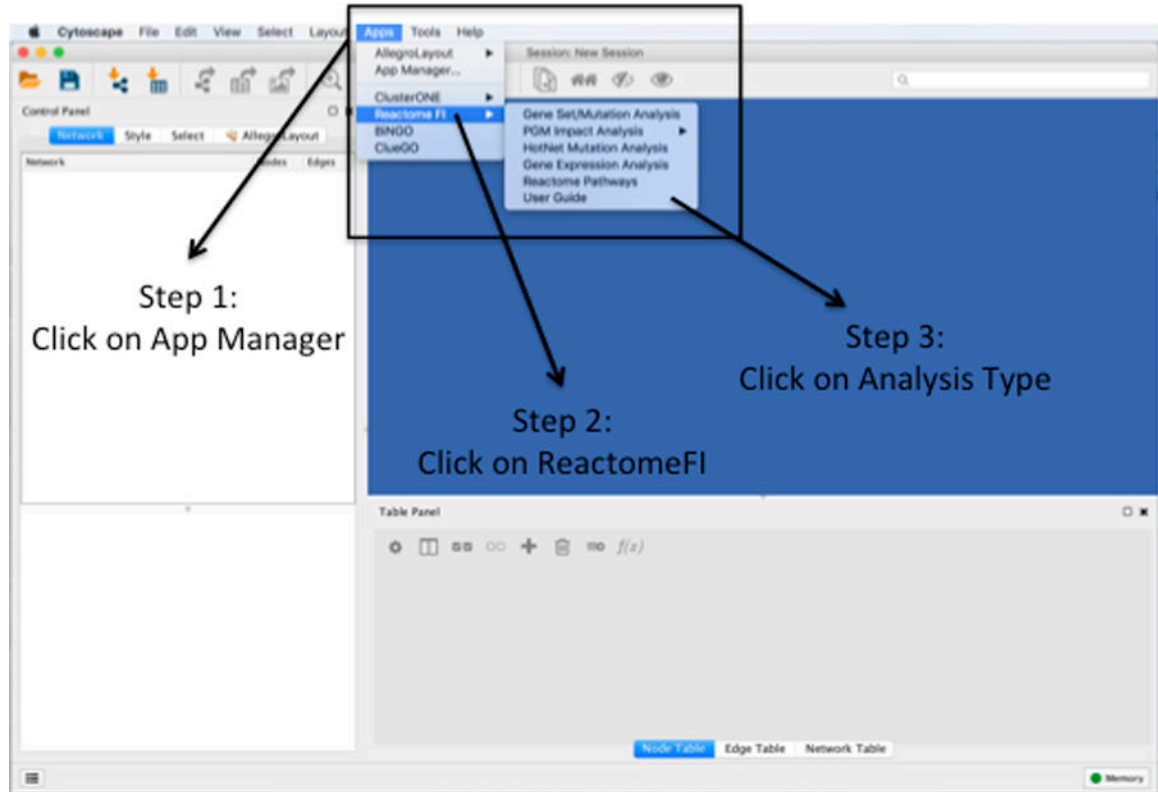 Cytoscape File Edit View Select Layout Apps Tools Help
Session: New Session
AllegroLayout
App Manager...
ClusterONE
Reactome FI
BiNGO
ClueGO
Gene Set/Mutation Analysis
PGM Impact Analysis
HotNet Mutation Analysis
Gene Expression Analysis
Reactome Pathways
User Guide
Control Panel
Network Style Select AllegroLayout
Network Nodes Edges
Step 1:
Click on App Manager
Step 2:
Click on ReactomeFI
Step 3:
Click on Analysis Type
Table Panel
f(x)
Node Table Edge Table Network Table
Memory